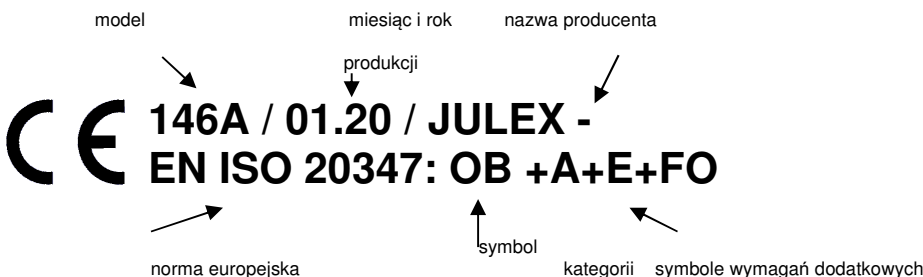 model miesiąc i rok nazwa producenta
produkcji
CE 146A / 01.20 / JULEX -
EN ISO 20347: OB +A+E+FO
symbol
norma europejska kategorii symbole wymagań dodatkowych